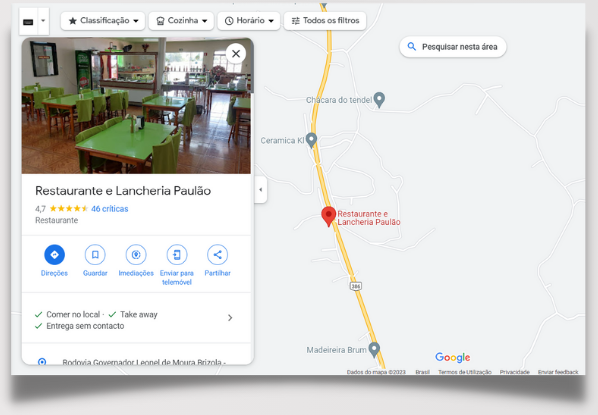 Classificação
Cozinha
Horário
Todos os filtros
Pesquisar nesta área
Restaurante e Lancheria Paulão
4,7 46 críticas
Restaurante
Direções
Guardar
Imediações
Enviar para
telemóvel
Partilhar
Comer no local · Take away
Entrega sem contacto
Rodovia Governador Leonel de Moura Brizola -
Chácara do tendel
Ceramica Kl
Restaurante e
Lancheria Paulão
386
Madeireira Brum
Google
Dados do mapa ©2023 Brasil Termos de Utilização Privacidade Enviar feedback